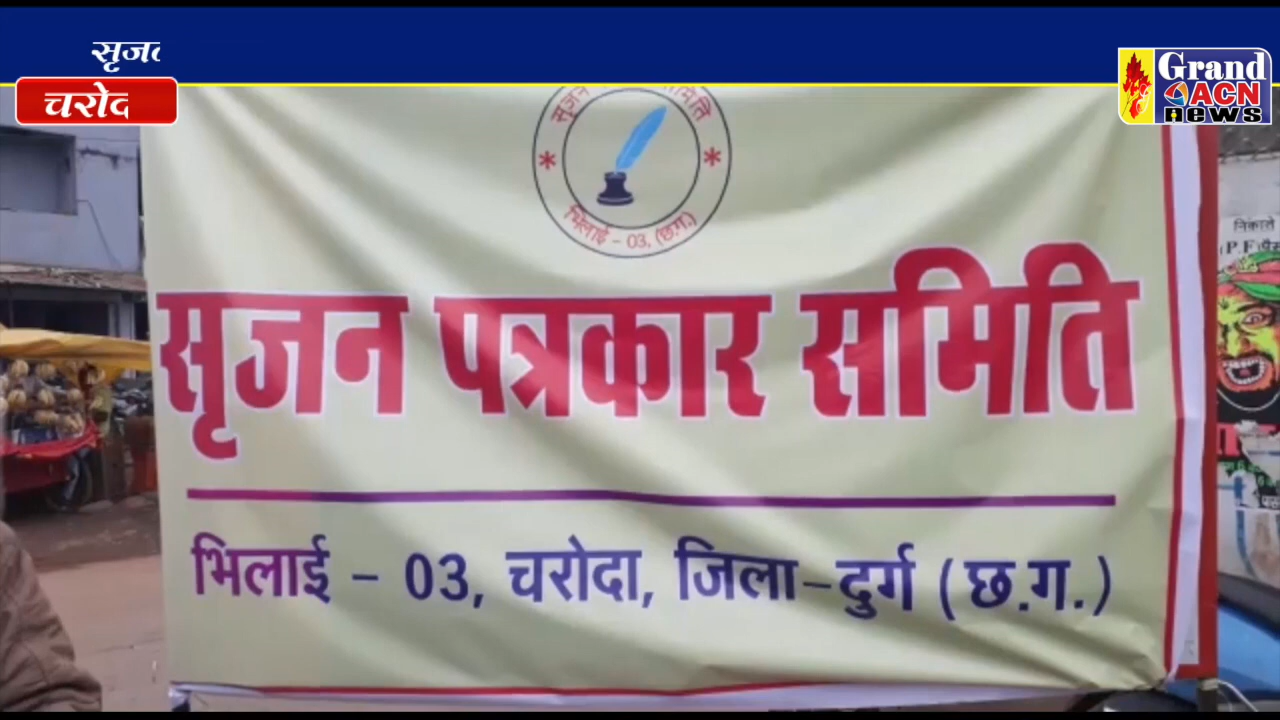 चरोद
Grand
ACN
news
सृजन
मिति
भिलाई - 03, (छ.ग.)
सृजन पत्रकार समिति
भिलाई - 03, चरोदा, जिला-दुर्ग (छ.ग.)
निकाले
(P.F)